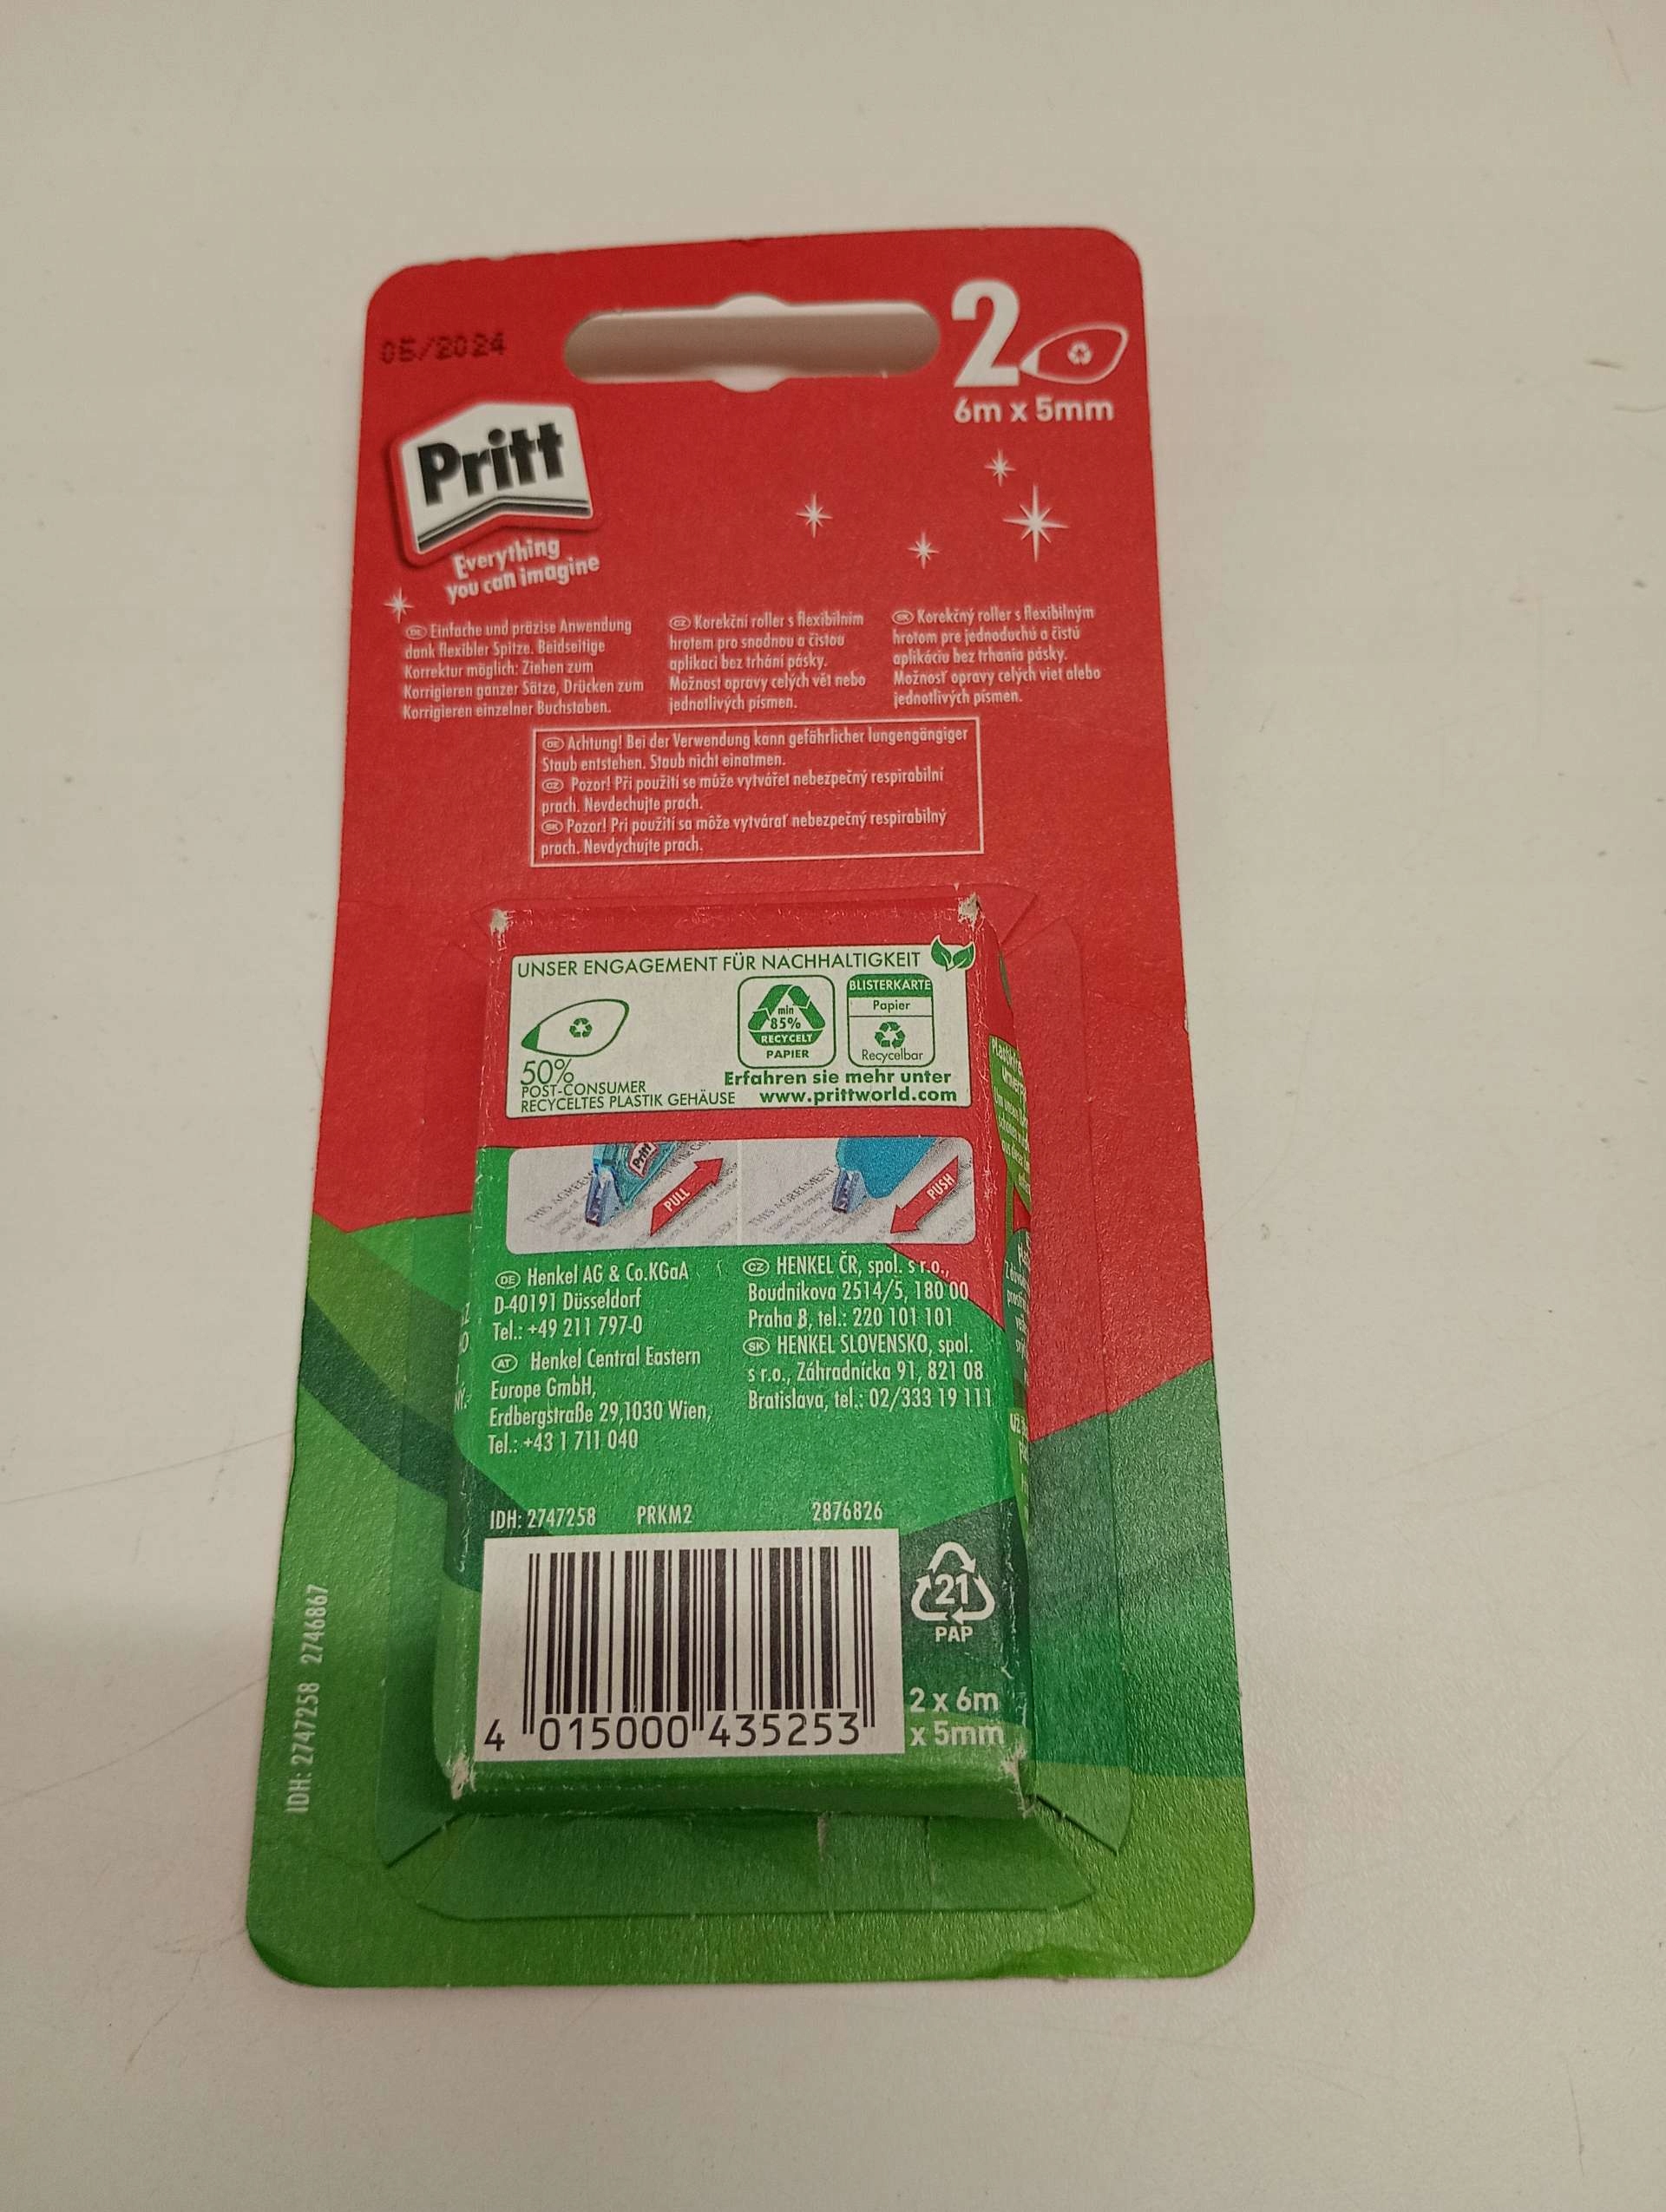 05/2024
2
6m x 5mm
Pritt
Everything
you can imagine
DE Einfache und präzise Anwendung
dank flexibler Spitze. Beidseitige
Korrektur möglich: Ziehen zum
Korrigieren ganzer Sätze, Drücken zum
Korrigieren einzelner Buchstaben.
CZ Korekční roller s flexibilním
hrotem pro snadnou a čistou
aplikaci bez trhání pásky.
Možnost opravy celých vět nebo
jednotlivých písmen.
SK Korekčný roller s flexibilným
hrotom pre jednoduchú a čistú
aplikáciu bez trhania pásky.
Možnosť opravy celých viet alebo
jednotlivých písmen.
DE Achtung! Bei der Verwendung kann gefährlicher lungengängiger
Staub entstehen. Staub nicht einatmen.
CZ Pozor! Při použití se může vytvářet nebezpečný respirabilní
prach. Nevdechujte prach.
SK Pozor! Pri použití sa môže vytvárať nebezpečný respirabilný
prach. Nevdychujte prach.
UNSER ENGAGEMENT FÜR NACHHALTIGKEIT
50%
POST-CONSUMER
RECYCELTES PLASTIK GEHÄUSE
min
85%
RECYCELT
PAPIER
BLISTERKARTE
Papier
Recycelbar
Erfahren sie mehr unter
www.prittworld.com
THIS AGREEMENT
Pritt
PULL
THIS AGREEMENT
PUSH
DE Henkel AG & Co.KGaA
D-40191 Düsseldorf
Tel.: +49 211 797-0
AT Henkel Central Eastern
Europe GmbH,
Erdbergstraße 29,1030 Wien,
Tel.: +43 1 711 040
CZ HENKEL ČR, spol. s r.o.,
Boudníkova 2514/5, 180 00
Praha 8, tel.: 220 101 101
SK HENKEL SLOVENSKO, spol.
s r.o., Záhradnícka 91, 821 08
Bratislava, tel.: 02/333 19 111
IDH: 2747258 PRKM2 2876826
4 015000 435253
21
PAP
2 x 6m
x 5mm
IDH: 2747258 2746867